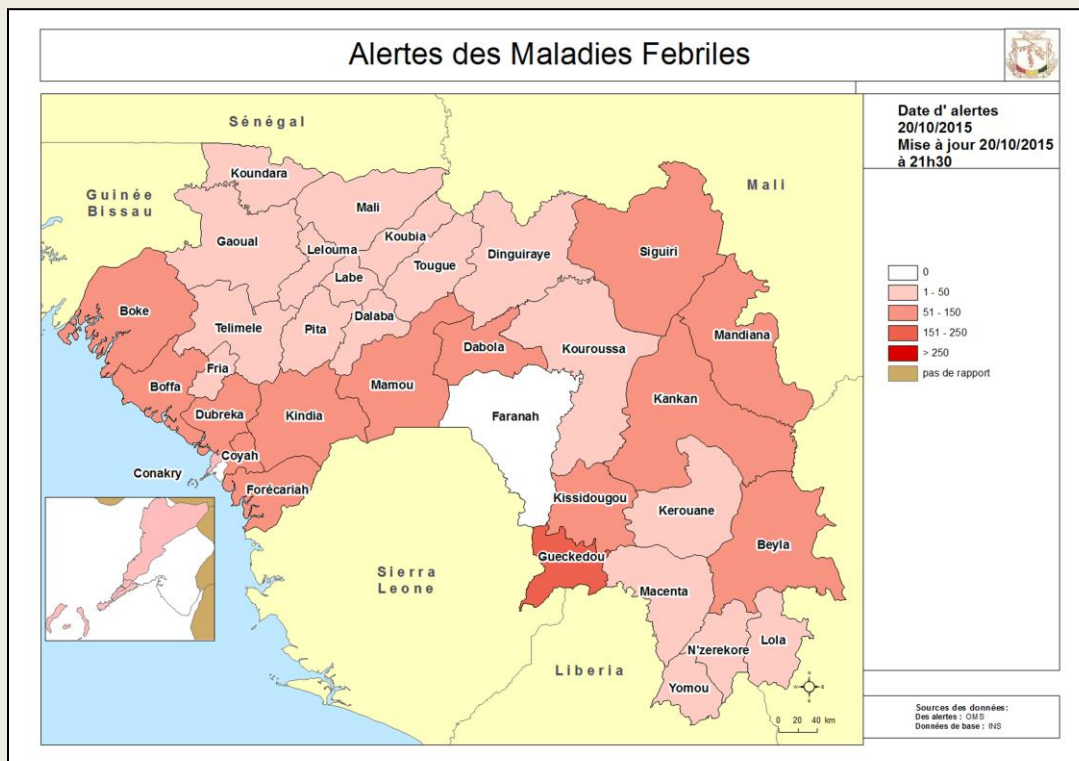 Alertes des Maladies Febriles
Date d' alertes
20/10/2015
Mise à jour 20/10/2015
à 21h30
Sénégal
Guinée
Bissau
Mali
Koundara
Mali
Gaoual
Koubia
Lelouma
Labe
Tougue
Dinguiraye
Siguiri
Boke
Telimele
Pita
Dalaba
Fria
Dabola
Kouroussa
Mandiana
Boffa
Mamou
Dubreka
Kindia
Faranah
Kankan
Coyah
Conakry
Forécariah
Kissidougou
Kerouane
Gueckedou
Beyla
Sierra
Leone
Macenta
Liberia
N'zerekore
Lola
Yomou
0 20 40 km
0
1 - 50
51 - 150
151 - 250
> 250
pas de rapport
Sources des données:
Des alertes : OMS
Données de base : INS